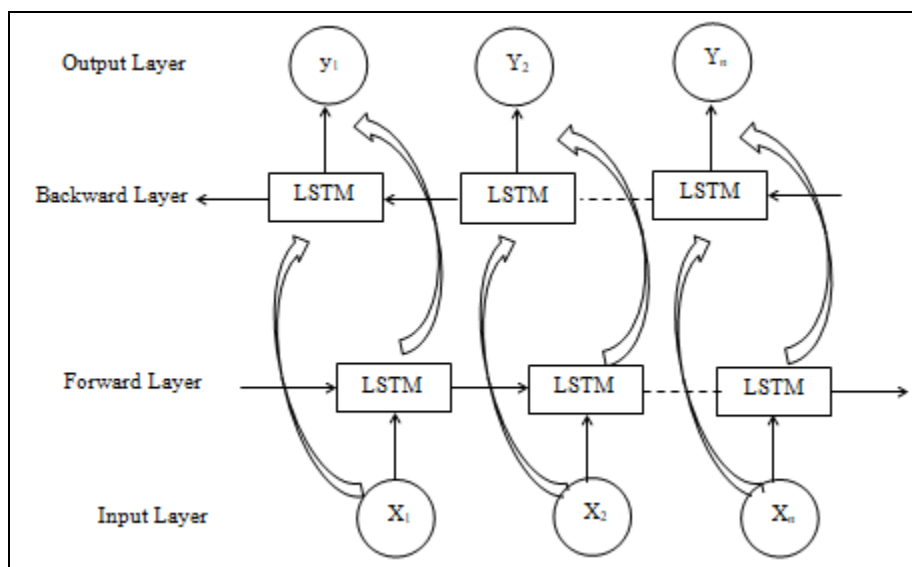 Output Layer y₁ Y₂ Yₙ
Backward Layer LSTM LSTM LSTM
Forward Layer LSTM LSTM LSTM
Input Layer X₁ X₂ Xₙ